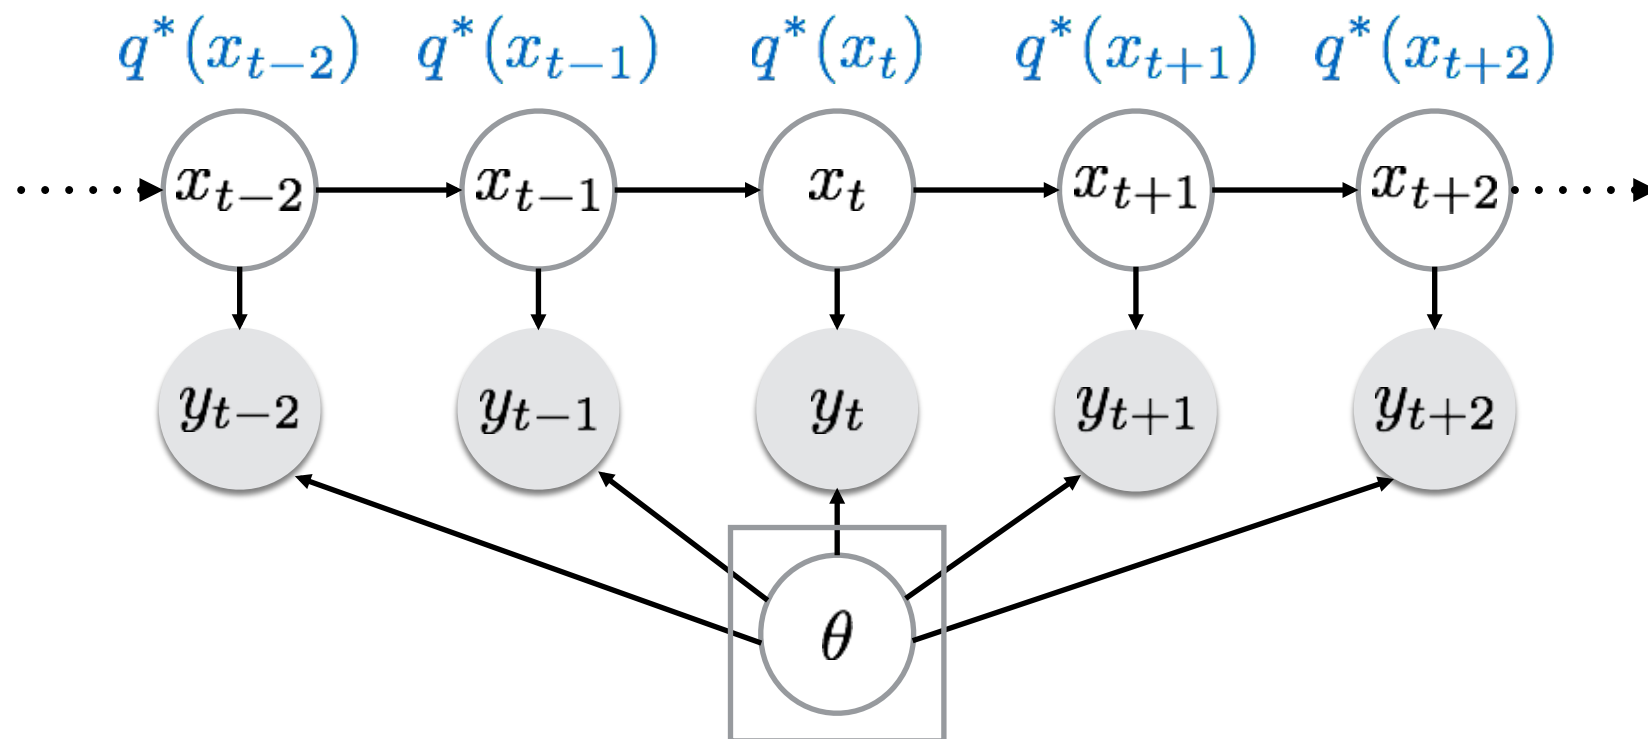 q*(x_{t−2}) q*(x_{t−1}) q*(x_t) q*(x_{t+1}) q*(x_{t+2})
x_{t−2} x_{t−1} x_t x_{t+1} x_{t+2}
y_{t−2} y_{t−1} y_t y_{t+1} y_{t+2}
θ